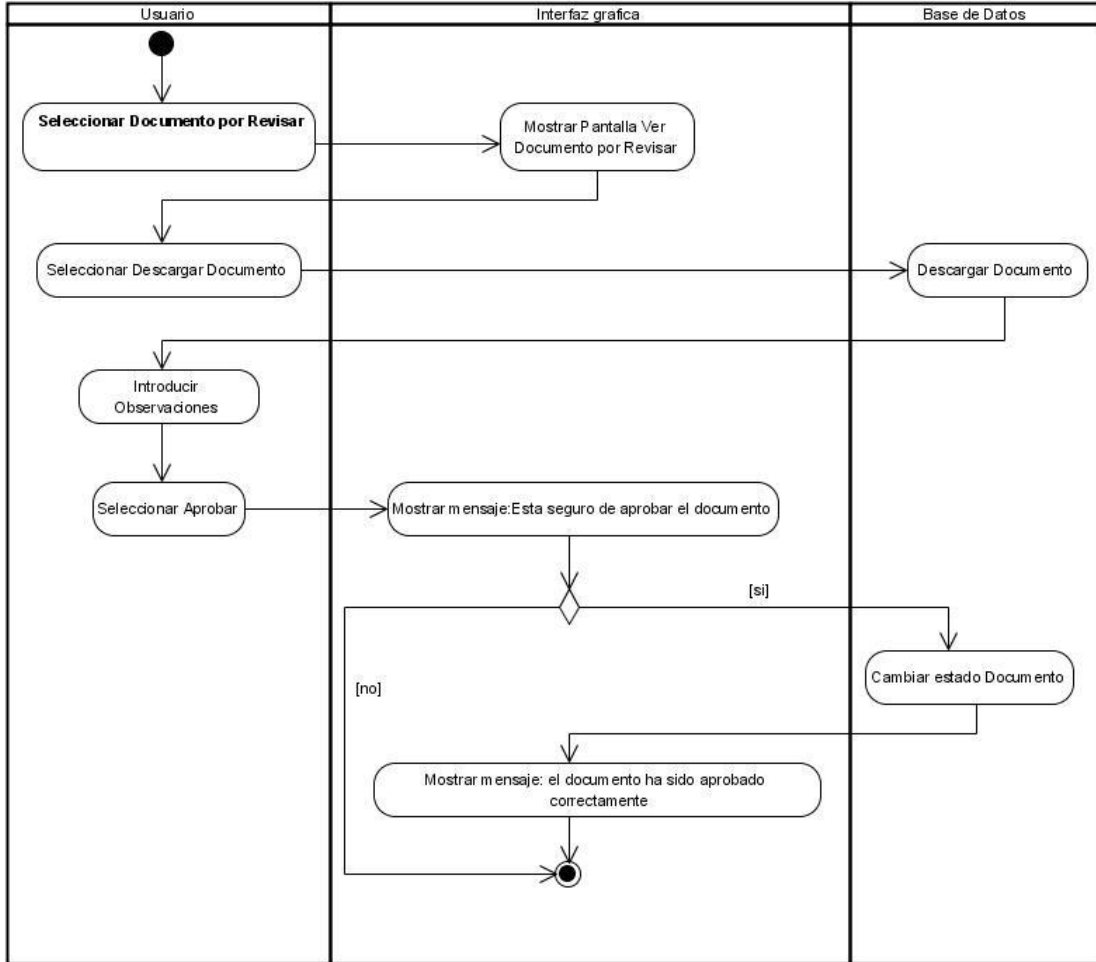 Usuario
Interfaz grafica
Base de Datos
Seleccionar Documento por Revisar
Mostrar Pantalla Ver
Documento por Revisar
Seleccionar Descargar Documento
Descargar Documento
Introducir
Observaciones
Seleccionar Aprobar
Mostrar mensaje:Esta seguro de aprobar el documento
[si]
Cambiar estado Documento
[no]
Mostrar mensaje: el documento ha sido aprobado
correctamente